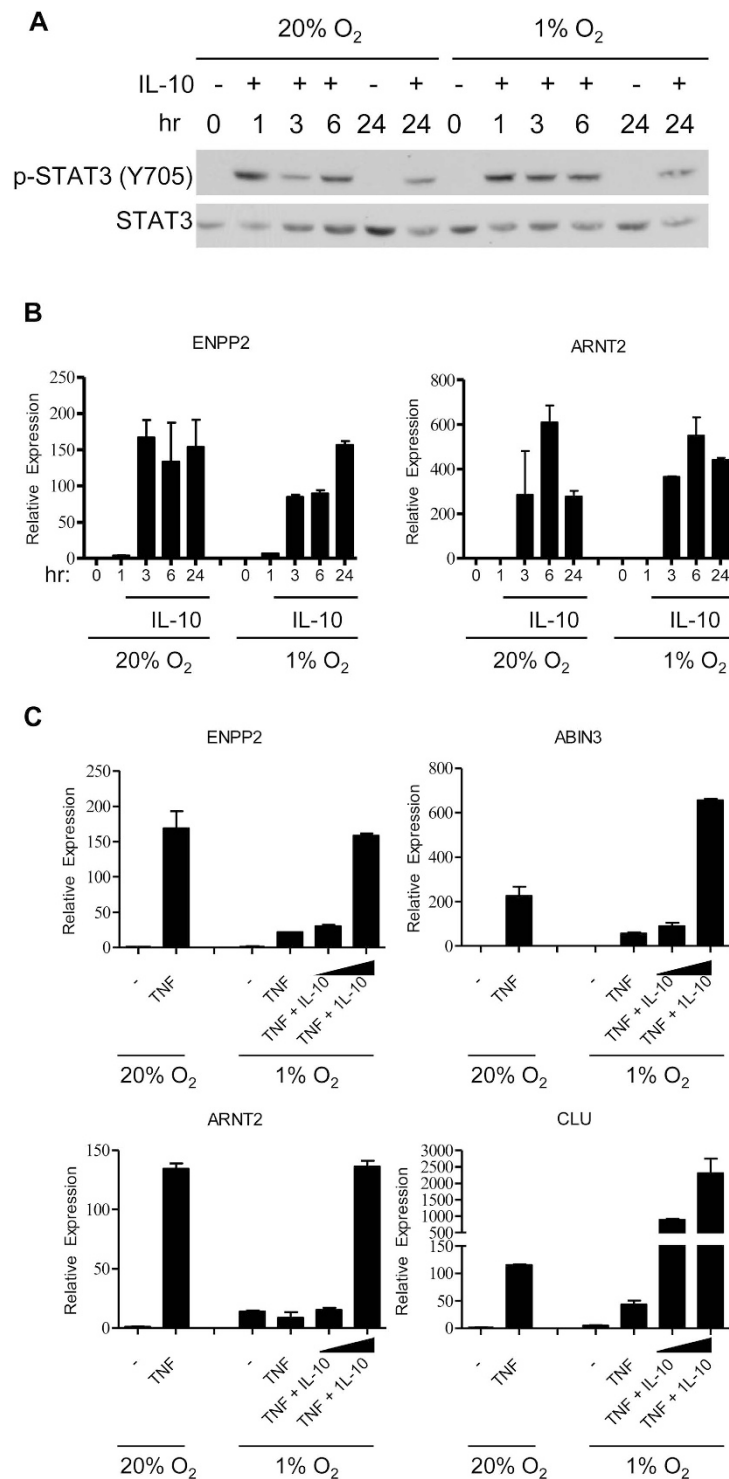 A
20% O2 1% O2
IL-10 - + + + - + - + + + - +
hr 0 1 3 6 24 24 0 1 3 6 24 24
p-STAT3 (Y705)
STAT3
B
ENPP2
Relative Expression
250
200
150
100
50
0
hr: 0 1 3 6 24 0 1 3 6 24
IL-10 IL-10
20% O2 1% O2
ARNT2
Relative Expression
800
600
400
200
0
0 1 3 6 24 0 1 3 6 24
IL-10 IL-10
20% O2 1% O2
C
ENPP2
Relative Expression
250
200
150
100
50
0
- TNF - TNF TNF + IL-10 TNF + 1L-10
20% O2 1% O2
ABIN3
Relative Expression
800
600
400
200
0
- TNF - TNF TNF + IL-10 TNF + 1L-10
20% O2 1% O2
ARNT2
Relative Expression
150
100
50
0
- TNF - TNF TNF + IL-10 TNF + 1L-10
20% O2 1% O2
CLU
Relative Expression
3000
2500
2000
1500
1000
500
150
100
50
0
- TNF - TNF TNF + IL-10 TNF + 1L-10
20% O2 1% O2